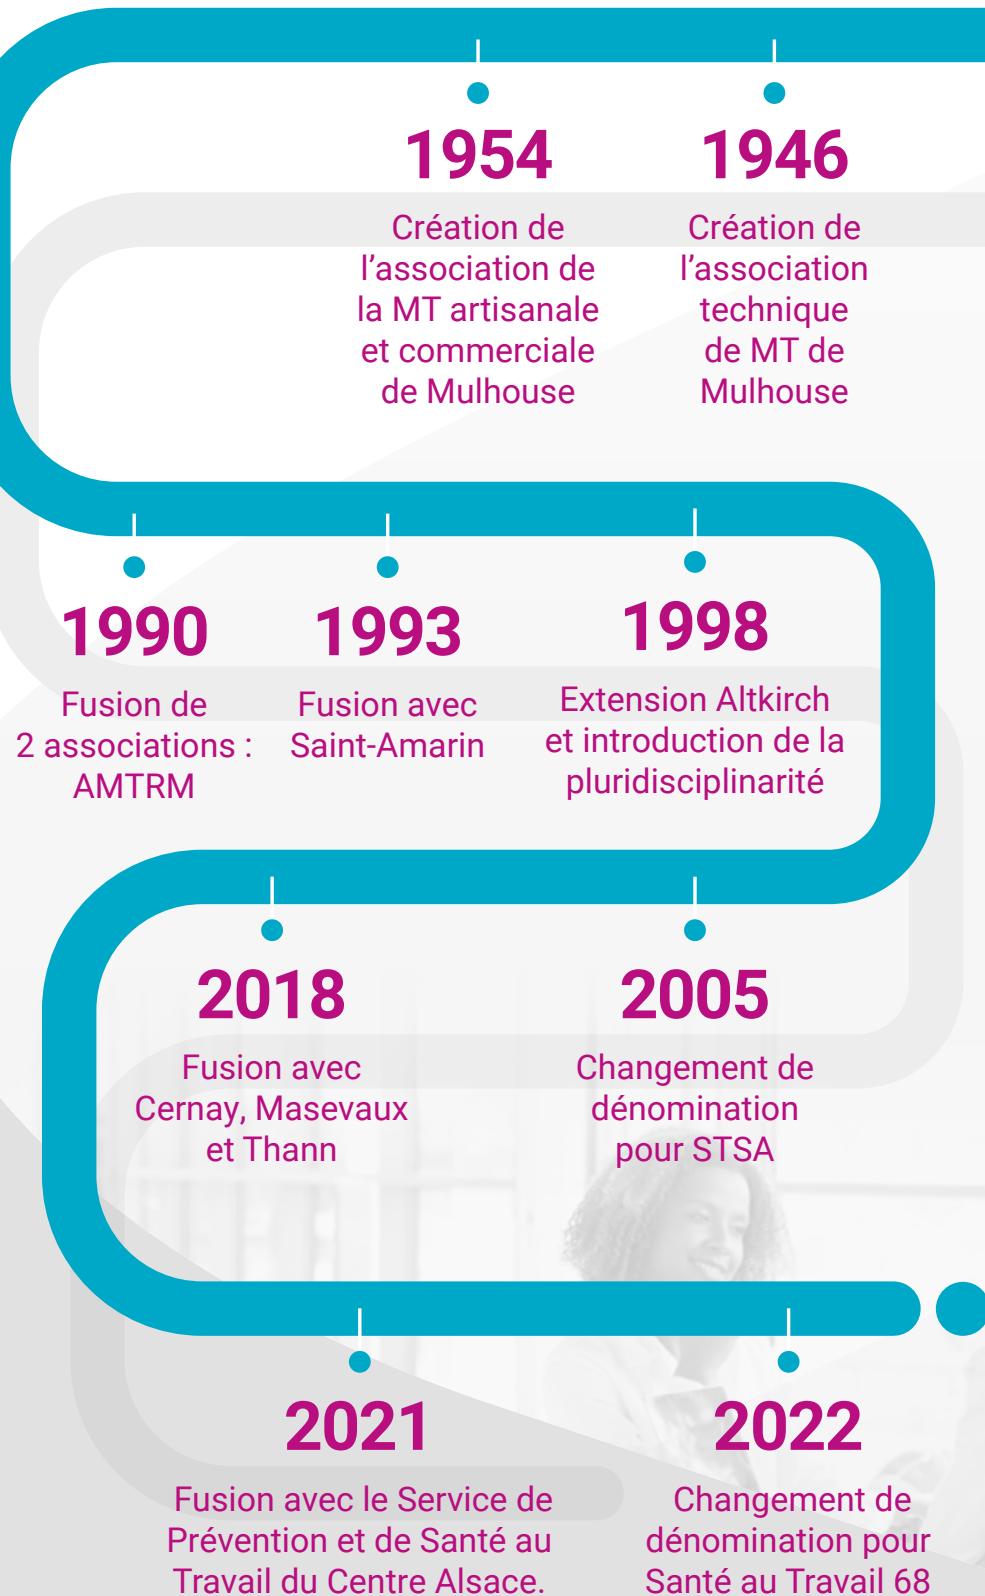 1946
Création de
l’association
technique
de MT de
Mulhouse
1954
Création de
l’association de
la MT artisanale
et commerciale
de Mulhouse
1990
Fusion de
2 associations :
AMTRM
1993
Fusion avec
Saint-Amarin
1998
Extension Altkirch
et introduction de la
pluridisciplinarité
2005
Changement de
dénomination
pour STSA
2018
Fusion avec
Cernay, Masevaux
et Thann
2021
Fusion avec le Service de
Prévention et de Santé au
Travail du Centre Alsace.
2022
Changement de
dénomination pour
Santé au Travail 68